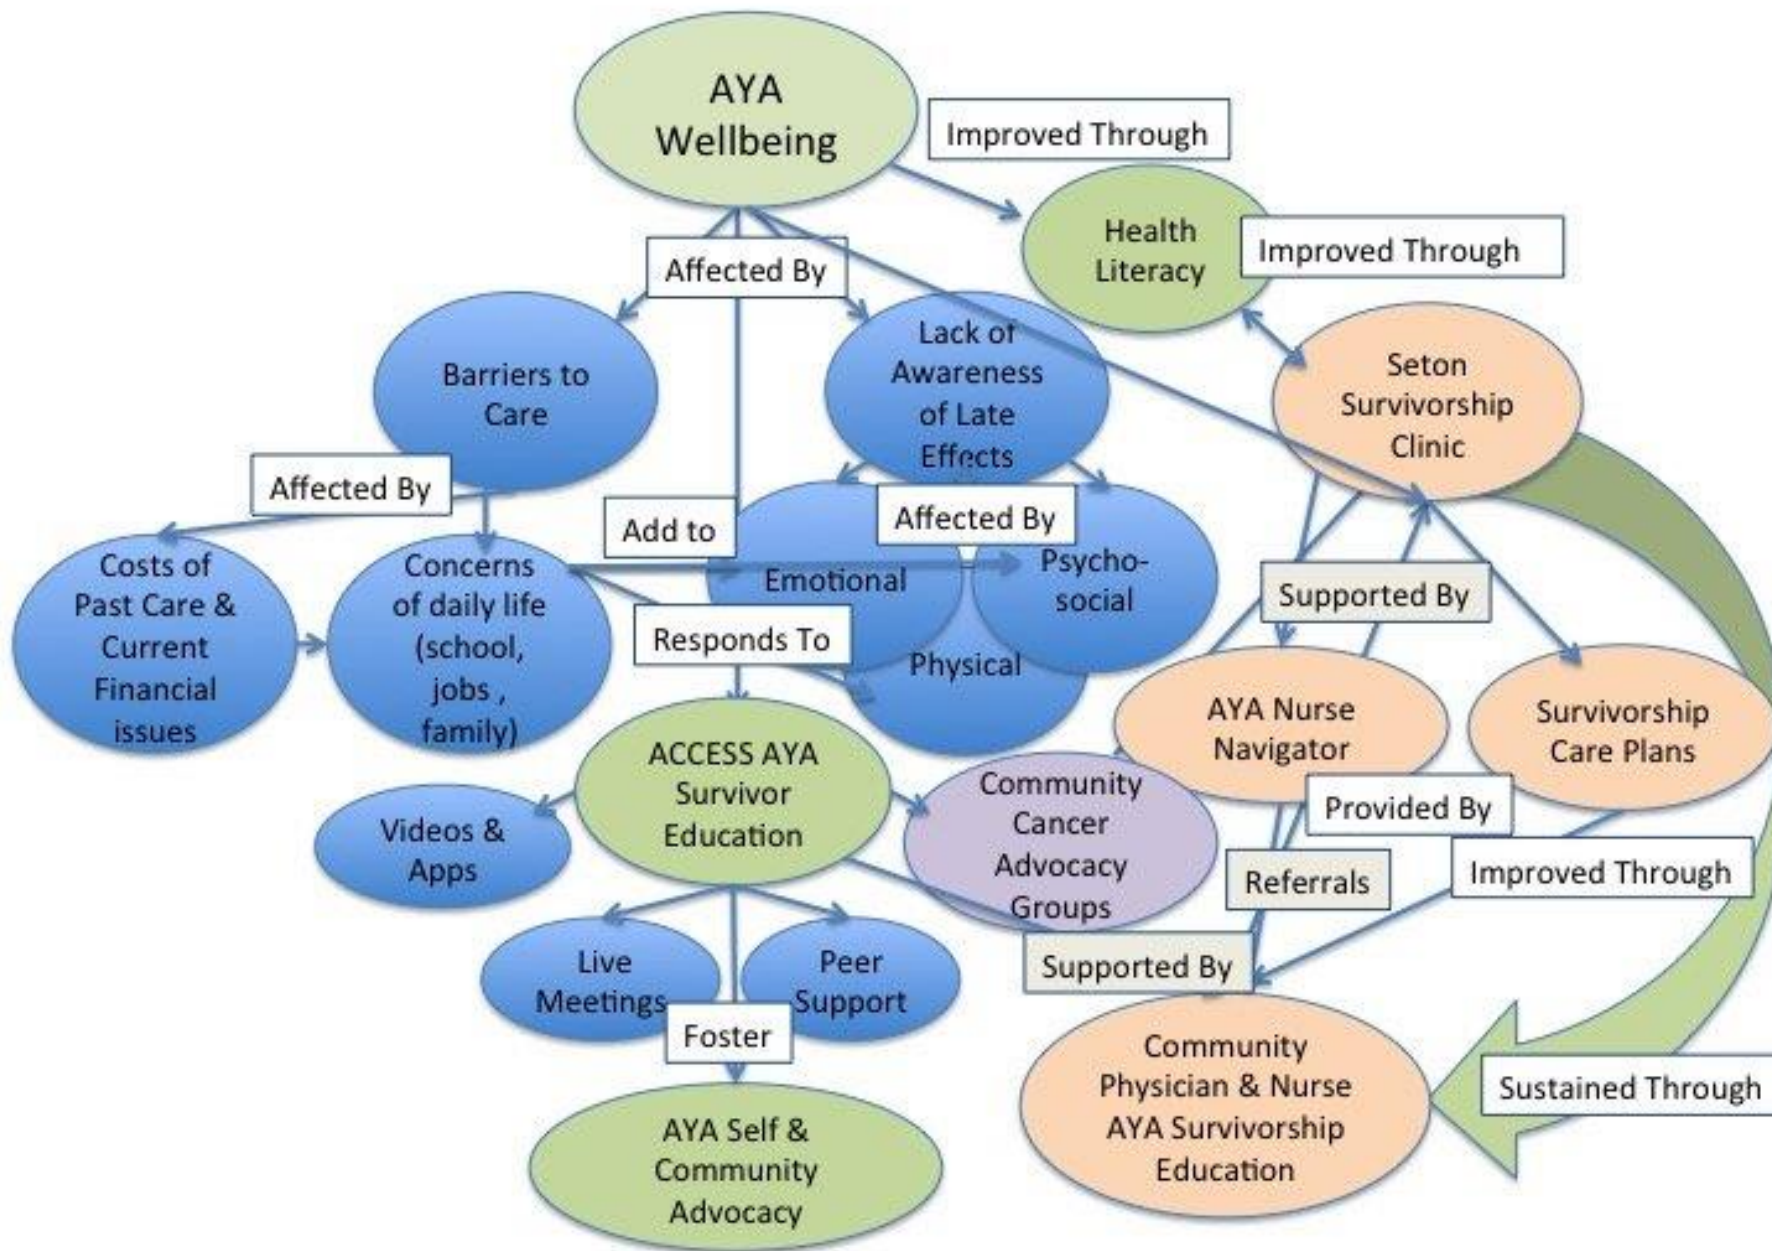 AYA
Wellbeing
Improved Through
Health
Literacy
Improved Through
Affected By
Barriers to
Care
Lack of
Awareness
of Late
Effects
Seton
Survivorship
Clinic
Affected By
Add to
Affected By
Costs of
Past Care &
Current
Financial
issues
Concerns
of daily life
(school,
jobs ,
family)
Emotional
Psycho-
social
Supported By
Responds To
Physical
AYA Nurse
Navigator
Survivorship
Care Plans
ACCESS AYA
Survivor
Education
Community
Cancer
Advocacy
Groups
Provided By
Videos &
Apps
Referrals
Improved Through
Live
Meetings
Peer
Support
Supported By
Foster
Community
Physician & Nurse
AYA Survivorship
Education
Sustained Through
AYA Self &
Community
Advocacy